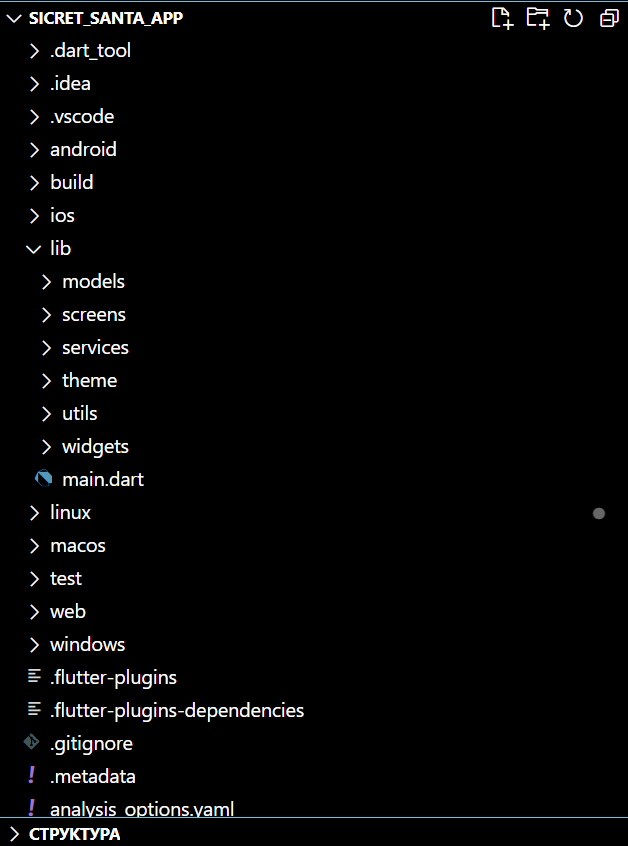 SICRET_SANTA_APP
.dart_tool
.idea
.vscode
android
build
ios
lib
models
screens
services
theme
utils
widgets
main.dart
linux
macos
test
web
windows
.flutter-plugins
.flutter-plugins-dependencies
.gitignore
.metadata
analysis_options.yaml
СТРУКТУРА